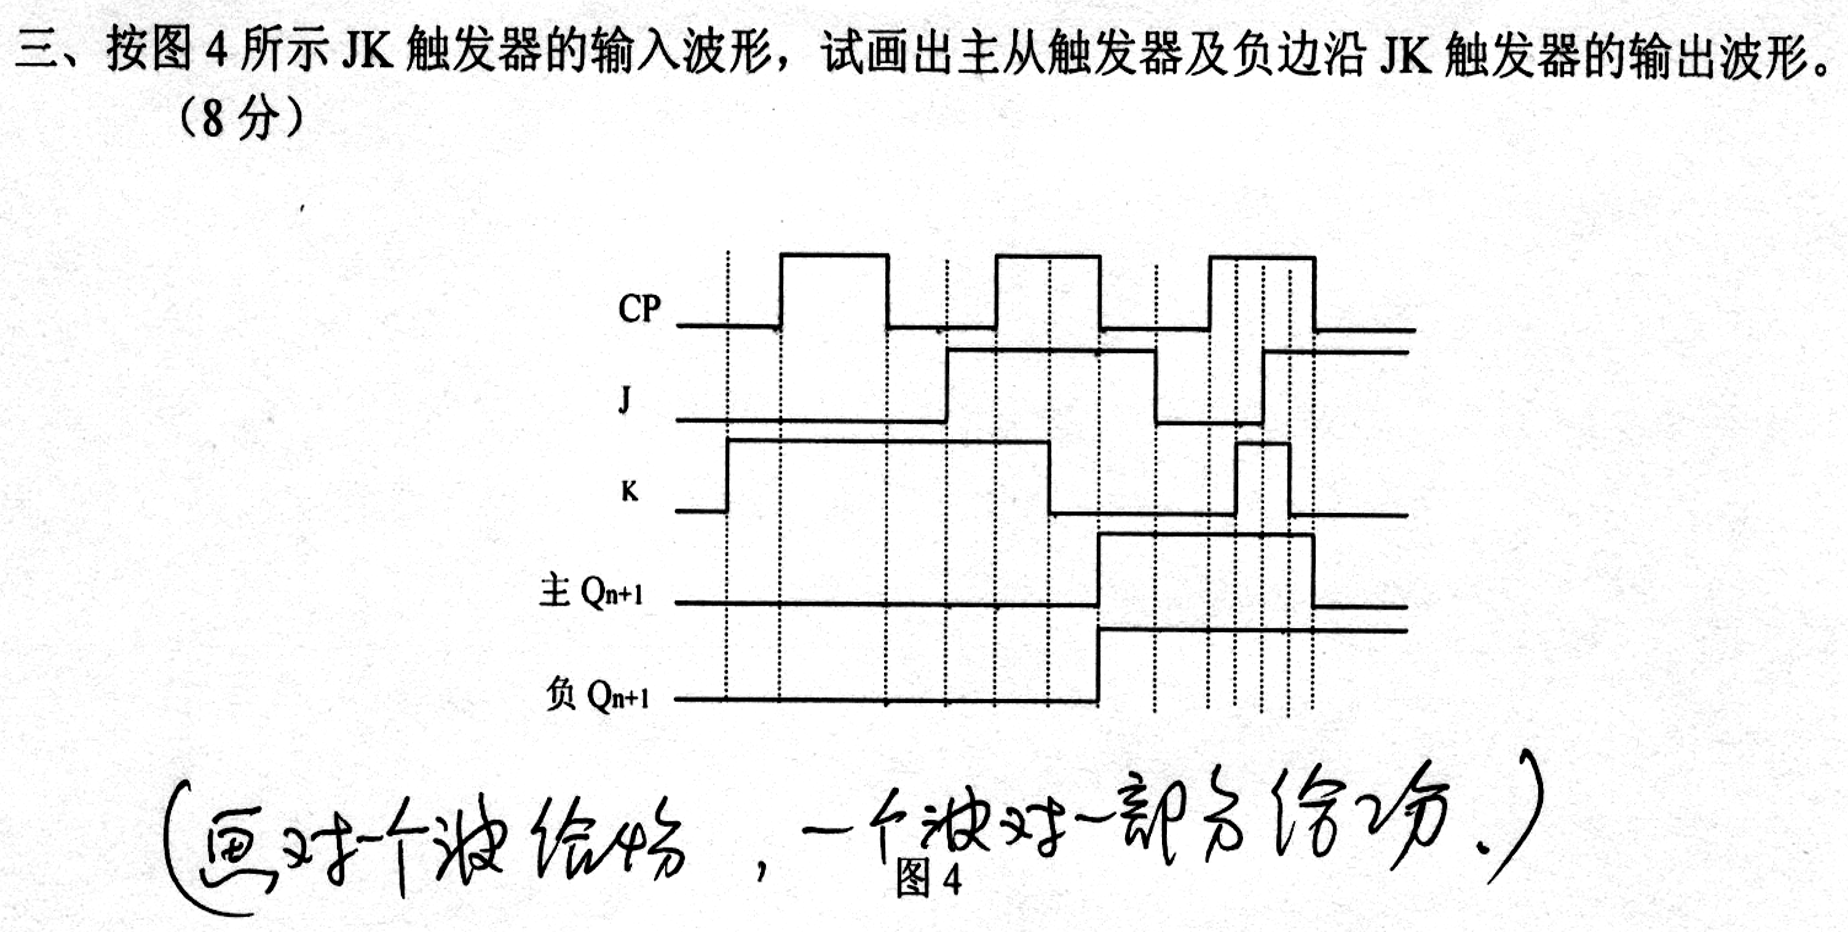 三、按图 4 所示 JK 触发器的输入波形，试画出主从触发器及负边沿 JK 触发器的输出波形。
（8 分）
CP
J
K
主 Qn+1
负 Qn+1
（画对一个波给4分，一个波对一部分给2分.）
图 4